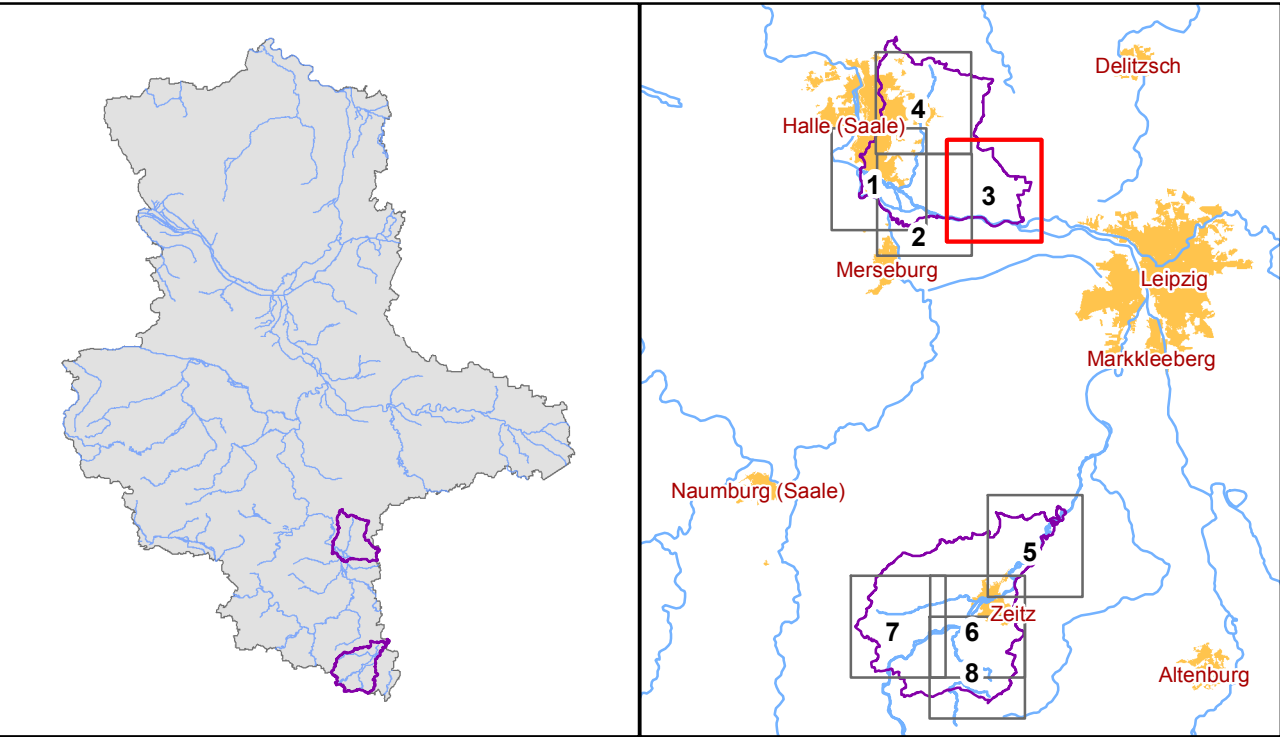 Delitzsch
4
Halle (Saale)
1
3
2
Merseburg
Leipzig
Markkleeberg
Naumburg (Saale)
5
Zeitz
7
6
8
Altenburg